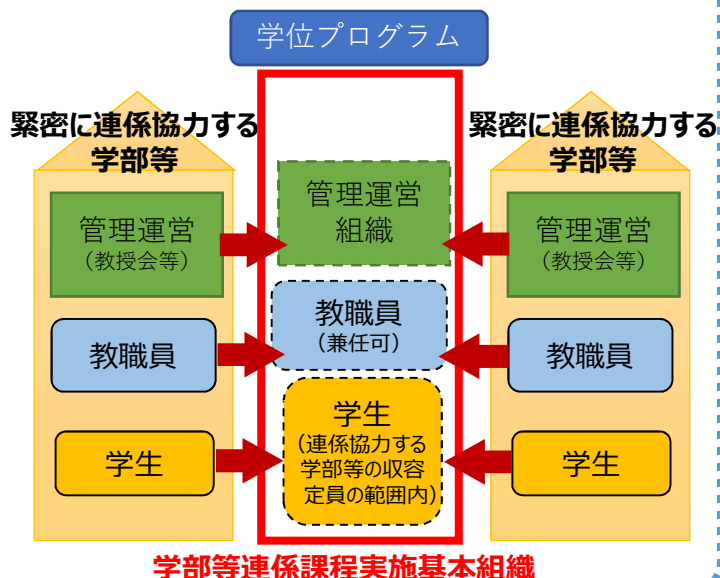 学位プログラム
緊密に連係協力する
学部等
管理運営
（教授会等）
教職員
学生
管理運営
組織
教職員
（兼任可）
学生
（連係協力する
学部等の収容
定員の範囲内）
緊密に連係協力する
学部等
管理運営
（教授会等）
教職員
学生
学部等連係課程実施基本組織